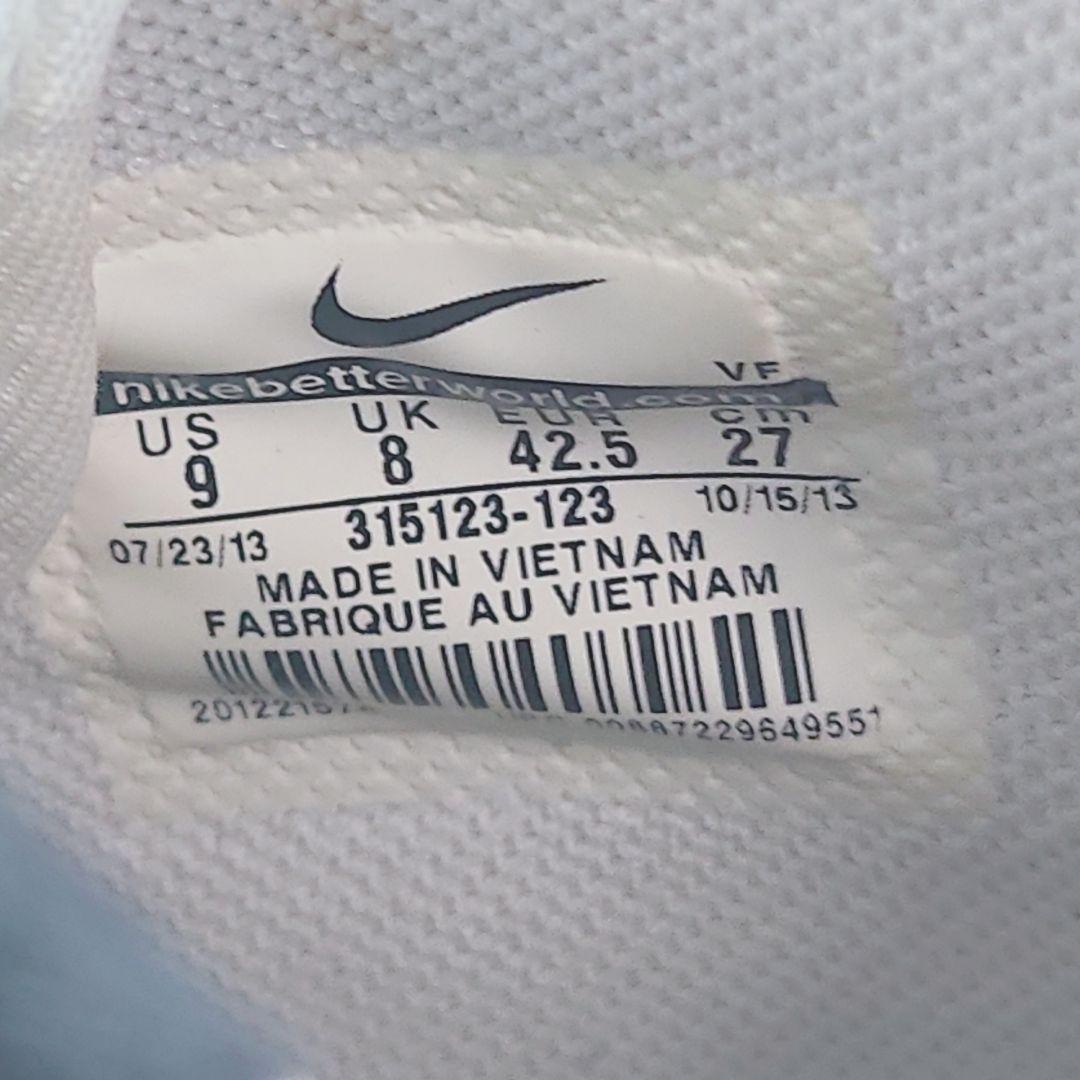 VF
nikebetterworld.com
US UK EUR cm
9 8 42.5 27
07/23/13 315123-123 10/15/13
MADE IN VIETNAM
FABRIQUE AU VIETNAM
00887229649551